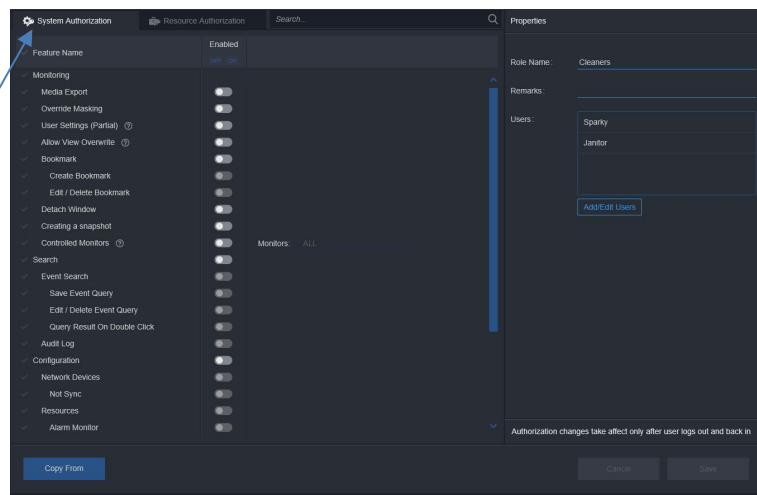 System Authorization
Resource Authorization
Search...
Properties
Feature Name
Enabled
OFF ON
Monitoring
Media Export
Override Masking
User Settings (Partial) ?
Allow View Overwrite ?
Bookmark
Create Bookmark
Edit / Delete Bookmark
Detach Window
Creating a snapshot
Controlled Monitors ?
Monitors: ALL
Search
Event Search
Save Event Query
Edit / Delete Event Query
Query Result On Double Click
Audit Log
Configuration
Network Devices
Not Sync
Resources
Alarm Monitor
Role Name: Cleaners
Remarks:
Users:
Sparky
Janitor
Add/Edit Users
Authorization changes take affect only after user logs out and back in
Copy From
Cancel
Save